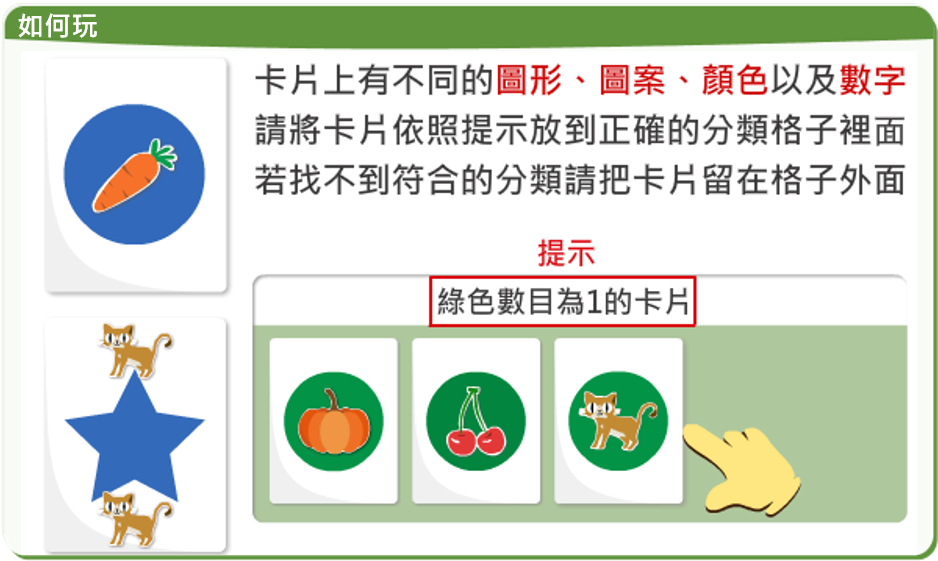 如何玩
卡片上有不同的圖形、圖案、顏色以及數字
請將卡片依照提示放到正確的分類格子裡面
若找不到符合的分類請把卡片留在格子外面
提示
綠色數目為1的卡片